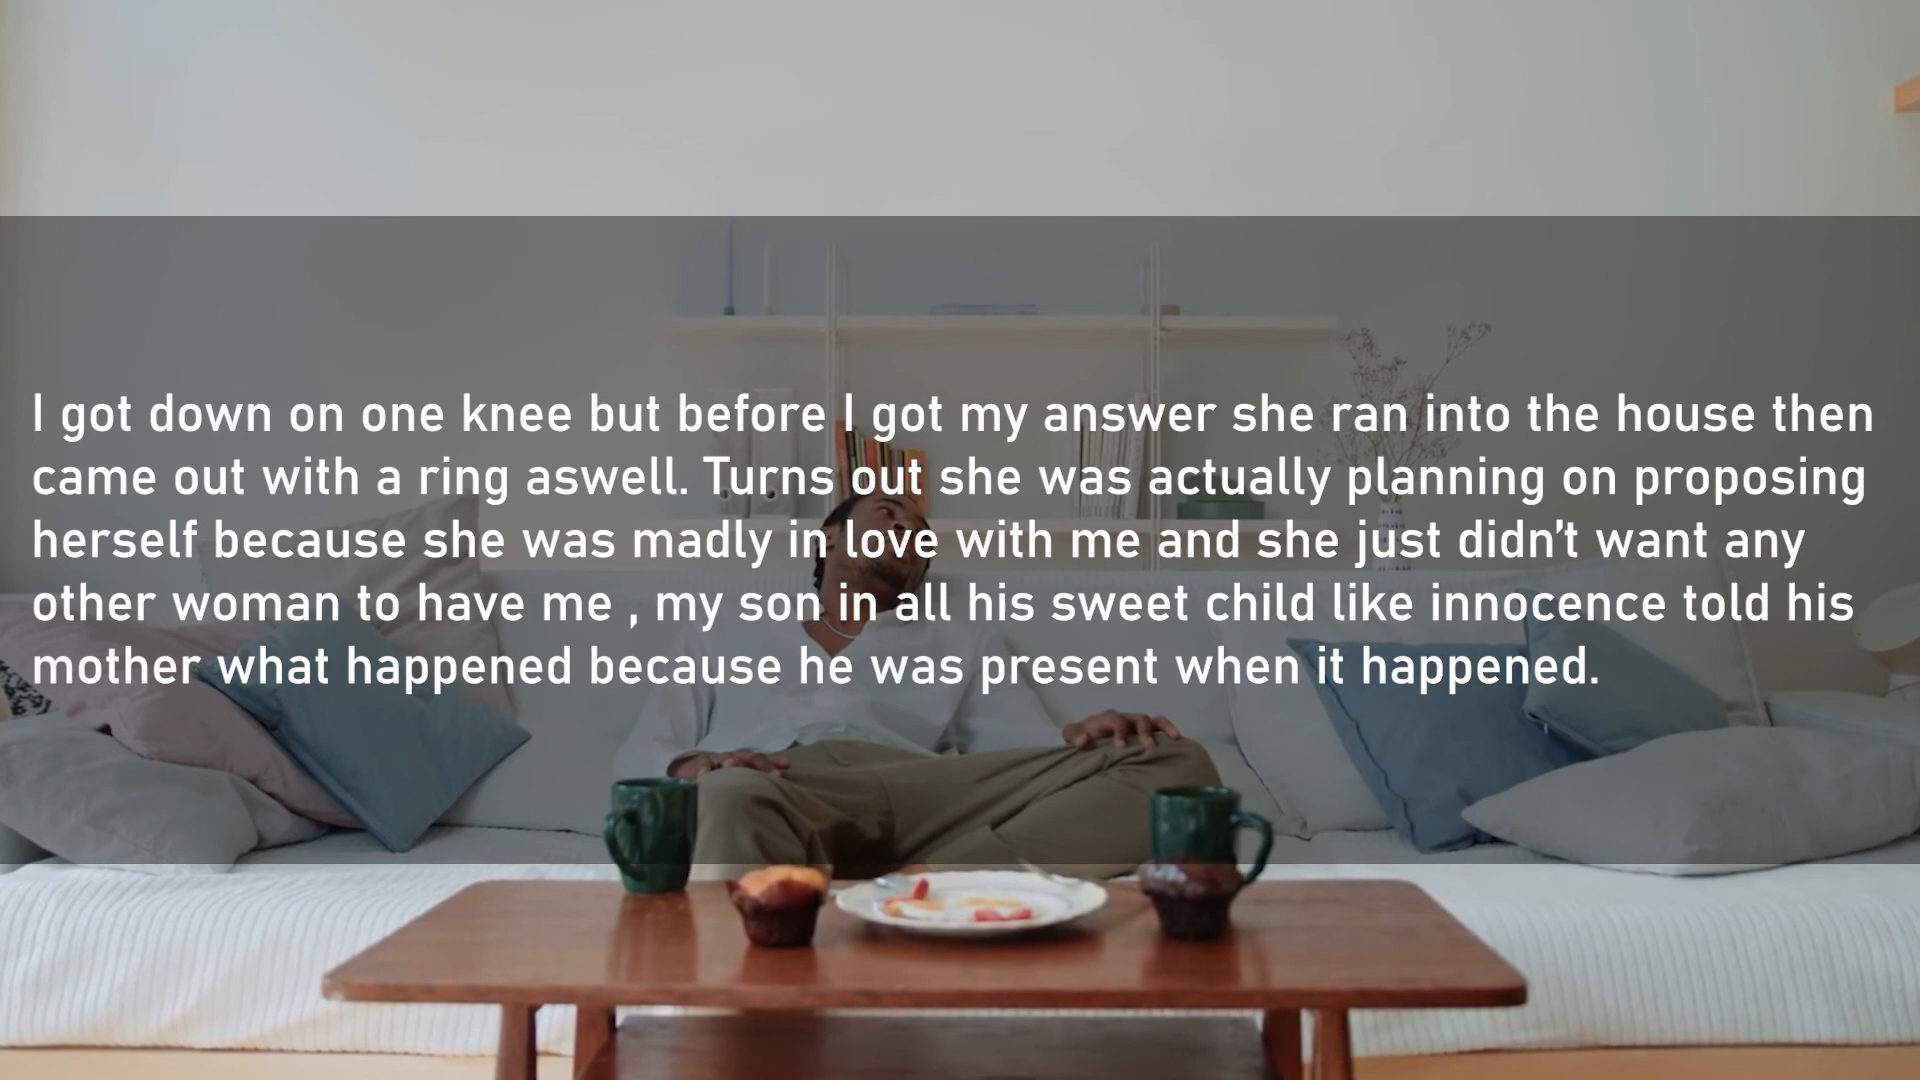 I got down on one knee but before I got my answer she ran into the house then
came out with a ring aswell. Turns out she was actually planning on proposing
herself because she was madly in love with me and she just didn't want any
other woman to have me , my son in all his sweet child like innocence told his
mother what happened because he was present when it happened.